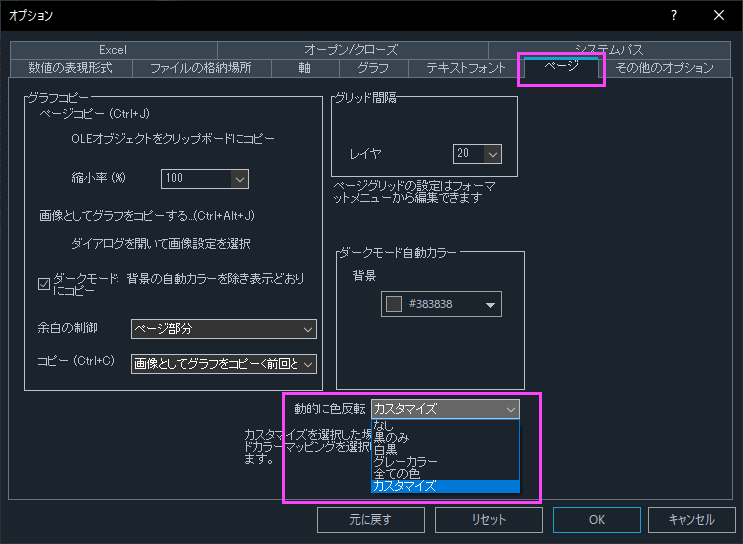 オプション
?
Excel
オープン/クローズ
システムパス
数値の表現形式
ファイルの格納場所
軸
グラフ
テキストフォント
ページ
その他のオプション
グラフコピー
ページコピー (Ctrl+J)
OLEオブジェクトをクリップボードにコピー
縮小率 (%)
100
画像としてグラフをコピーする...(Ctrl+Alt+J)
ダイアログを開いて画像設定を選択
ダークモード: 背景の自動カラーを除き表示どおり
にコピー
余白の制御
ページ部分
コピー (Ctrl+C)
画像としてグラフをコピー<前回と
グリッド間隔
レイヤ
20
ページグリッドの設定はフォーマ
ットメニューから編集できます
ダークモード自動カラー
背景
#383838
動的に色反転
カスタマイズ
なし
黒のみ
白黒
グレーカラー
全ての色
カスタマイズ
カスタマイズを選択した場
ドカラーマッピングを選択
ます。
元に戻す
リセット
OK
キャンセル